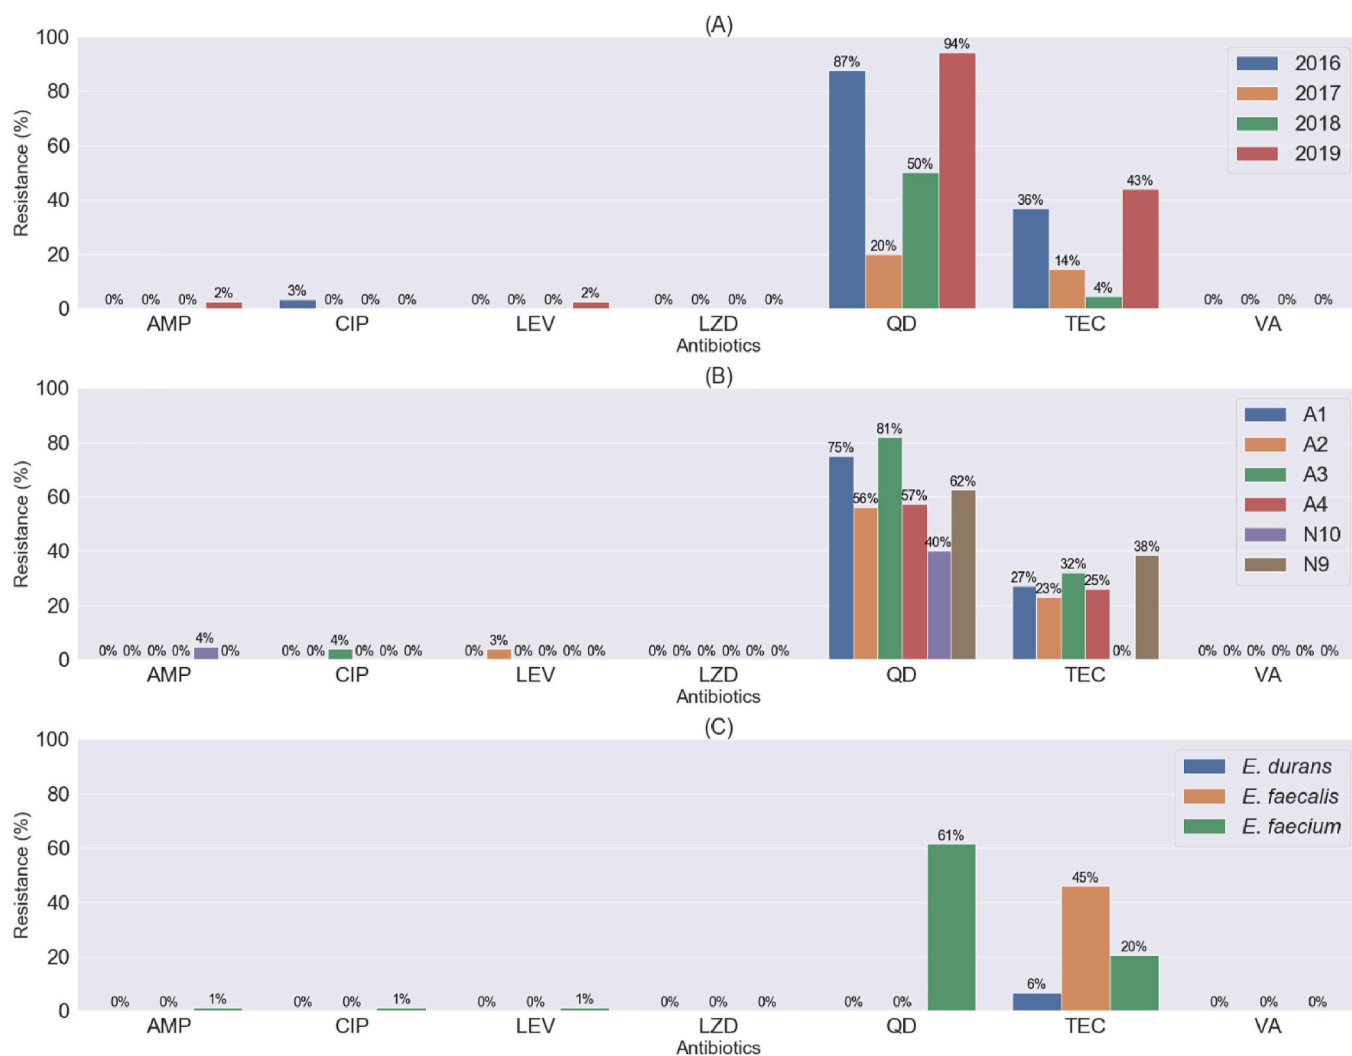 (A)
Resistance (%)
100
80
60
40
20
0
0% 0% 0% 2%
3% 0% 0% 0%
0% 0% 0% 2%
0% 0% 0% 0%
87% 20% 50% 94%
36% 14% 4% 43%
0% 0% 0% 0%
AMP CIP LEV LZD QD TEC VA
Antibiotics
2016
2017
2018
2019
(B)
Resistance (%)
100
80
60
40
20
0
0% 0% 0% 0% 4% 0%
0% 0% 4% 0% 0% 0%
0% 3% 0% 0% 0% 0%
0% 0% 0% 0% 0% 0%
75% 56% 81% 57% 40% 62%
27% 23% 32% 25% 0% 38%
0% 0% 0% 0% 0% 0%
AMP CIP LEV LZD QD TEC VA
Antibiotics
A1
A2
A3
A4
N10
N9
(C)
Resistance (%)
100
80
60
40
20
0
0% 0% 1%
0% 0% 1%
0% 0% 1%
0% 0% 0%
0% 0% 61%
6% 45% 20%
0% 0% 0%
AMP CIP LEV LZD QD TEC VA
Antibiotics
E. durans
E. faecalis
E. faecium